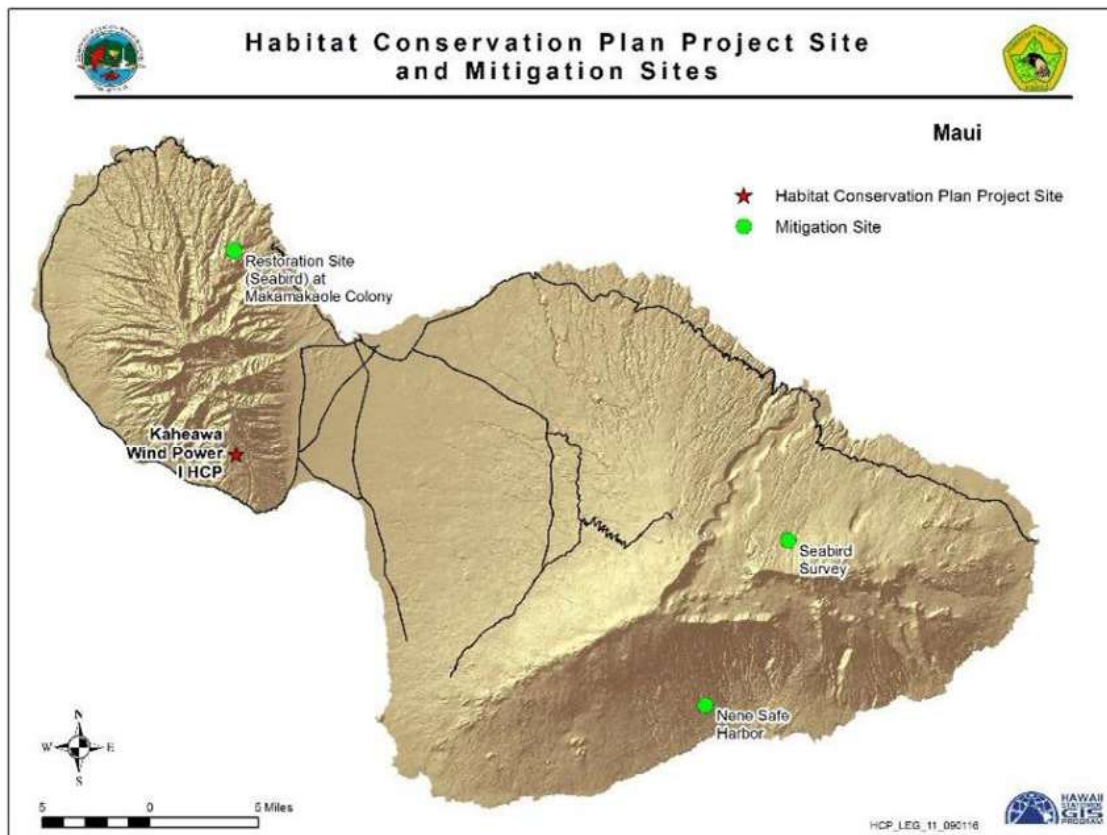 Habitat Conservation Plan Project Site
and Mitigation Sites
Maui
Habitat Conservation Plan Project Site
Mitigation Site
Restoration Site
(Seabird) at
Makamakaole Colony
Kaheawa
Wind Power
I HCP
Seabird
Survey
Nene Safe
Harbor
N
W E
S
5 0 5 Miles
HCP_LEG_11_090116
HAWAII
STATEWIDE
GIS
PROGRAM